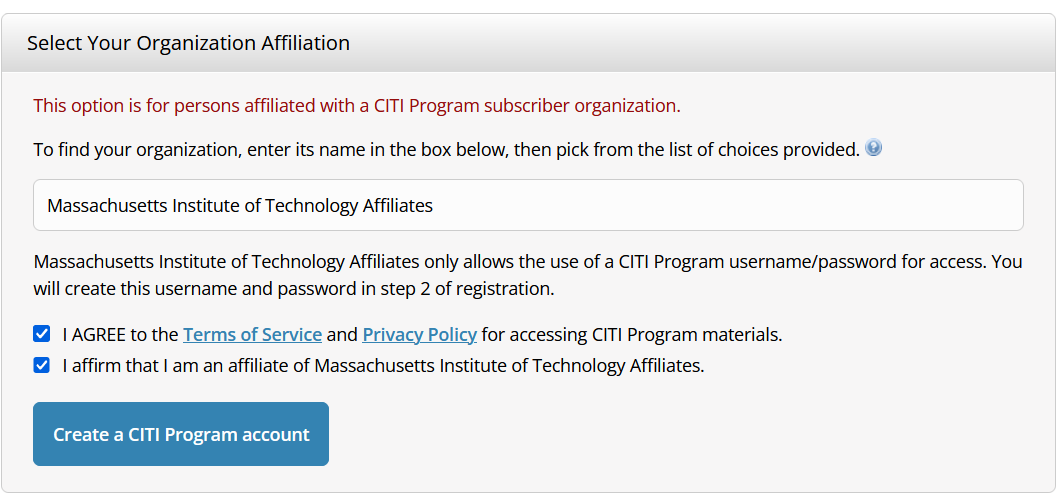 Select Your Organization Affiliation
This option is for persons affiliated with a CITI Program subscriber organization.
To find your organization, enter its name in the box below, then pick from the list of choices provided. ?
Massachusetts Institute of Technology Affiliates
Massachusetts Institute of Technology Affiliates only allows the use of a CITI Program username/password for access. You
will create this username and password in step 2 of registration.
I AGREE to the Terms of Service and Privacy Policy for accessing CITI Program materials.
I affirm that I am an affiliate of Massachusetts Institute of Technology Affiliates.
Create a CITI Program account